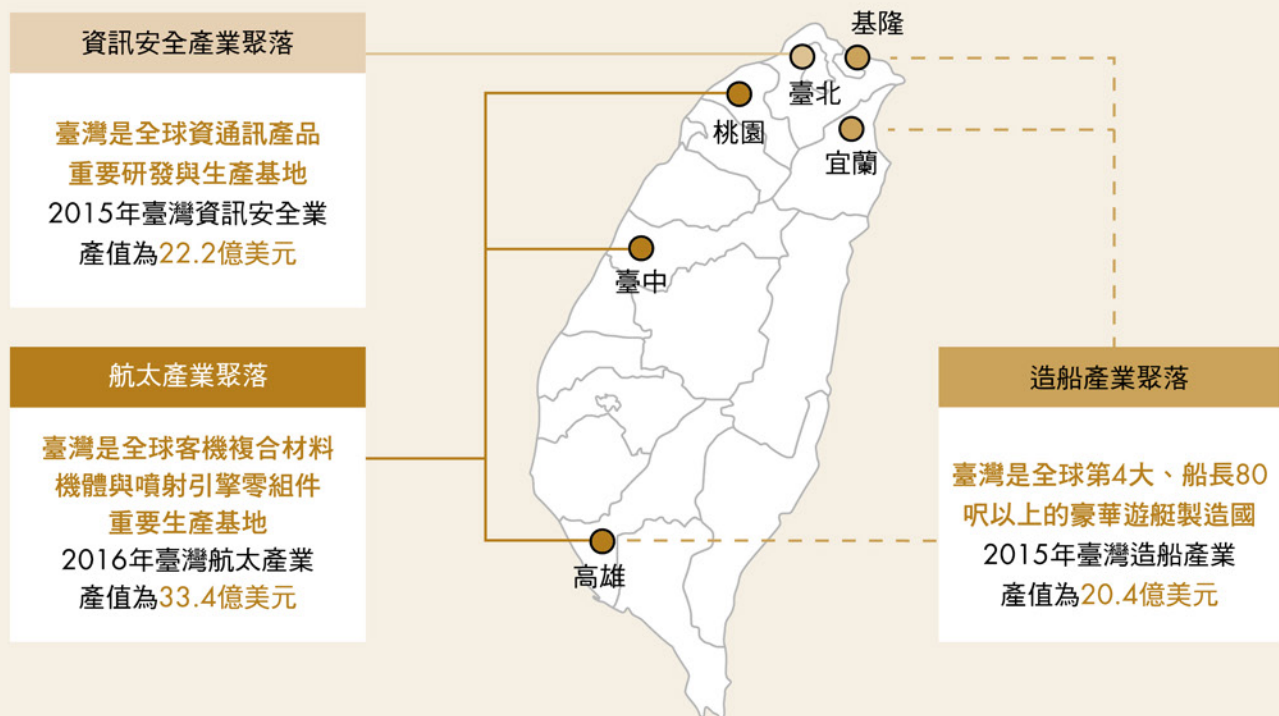 資訊安全產業聚落
臺灣是全球資通訊產品
重要研發與生產基地
2015年臺灣資訊安全業
產值為22.2億美元
航太產業聚落
臺灣是全球客機複合材料
機體與噴射引擎零組件
重要生產基地
2016年臺灣航太產業
產值為33.4億美元
基隆
臺北
桃園
宜蘭
臺中
高雄
造船產業聚落
臺灣是全球第4大、船長80
呎以上的豪華遊艇製造國
2015年臺灣造船產業
產值為20.4億美元